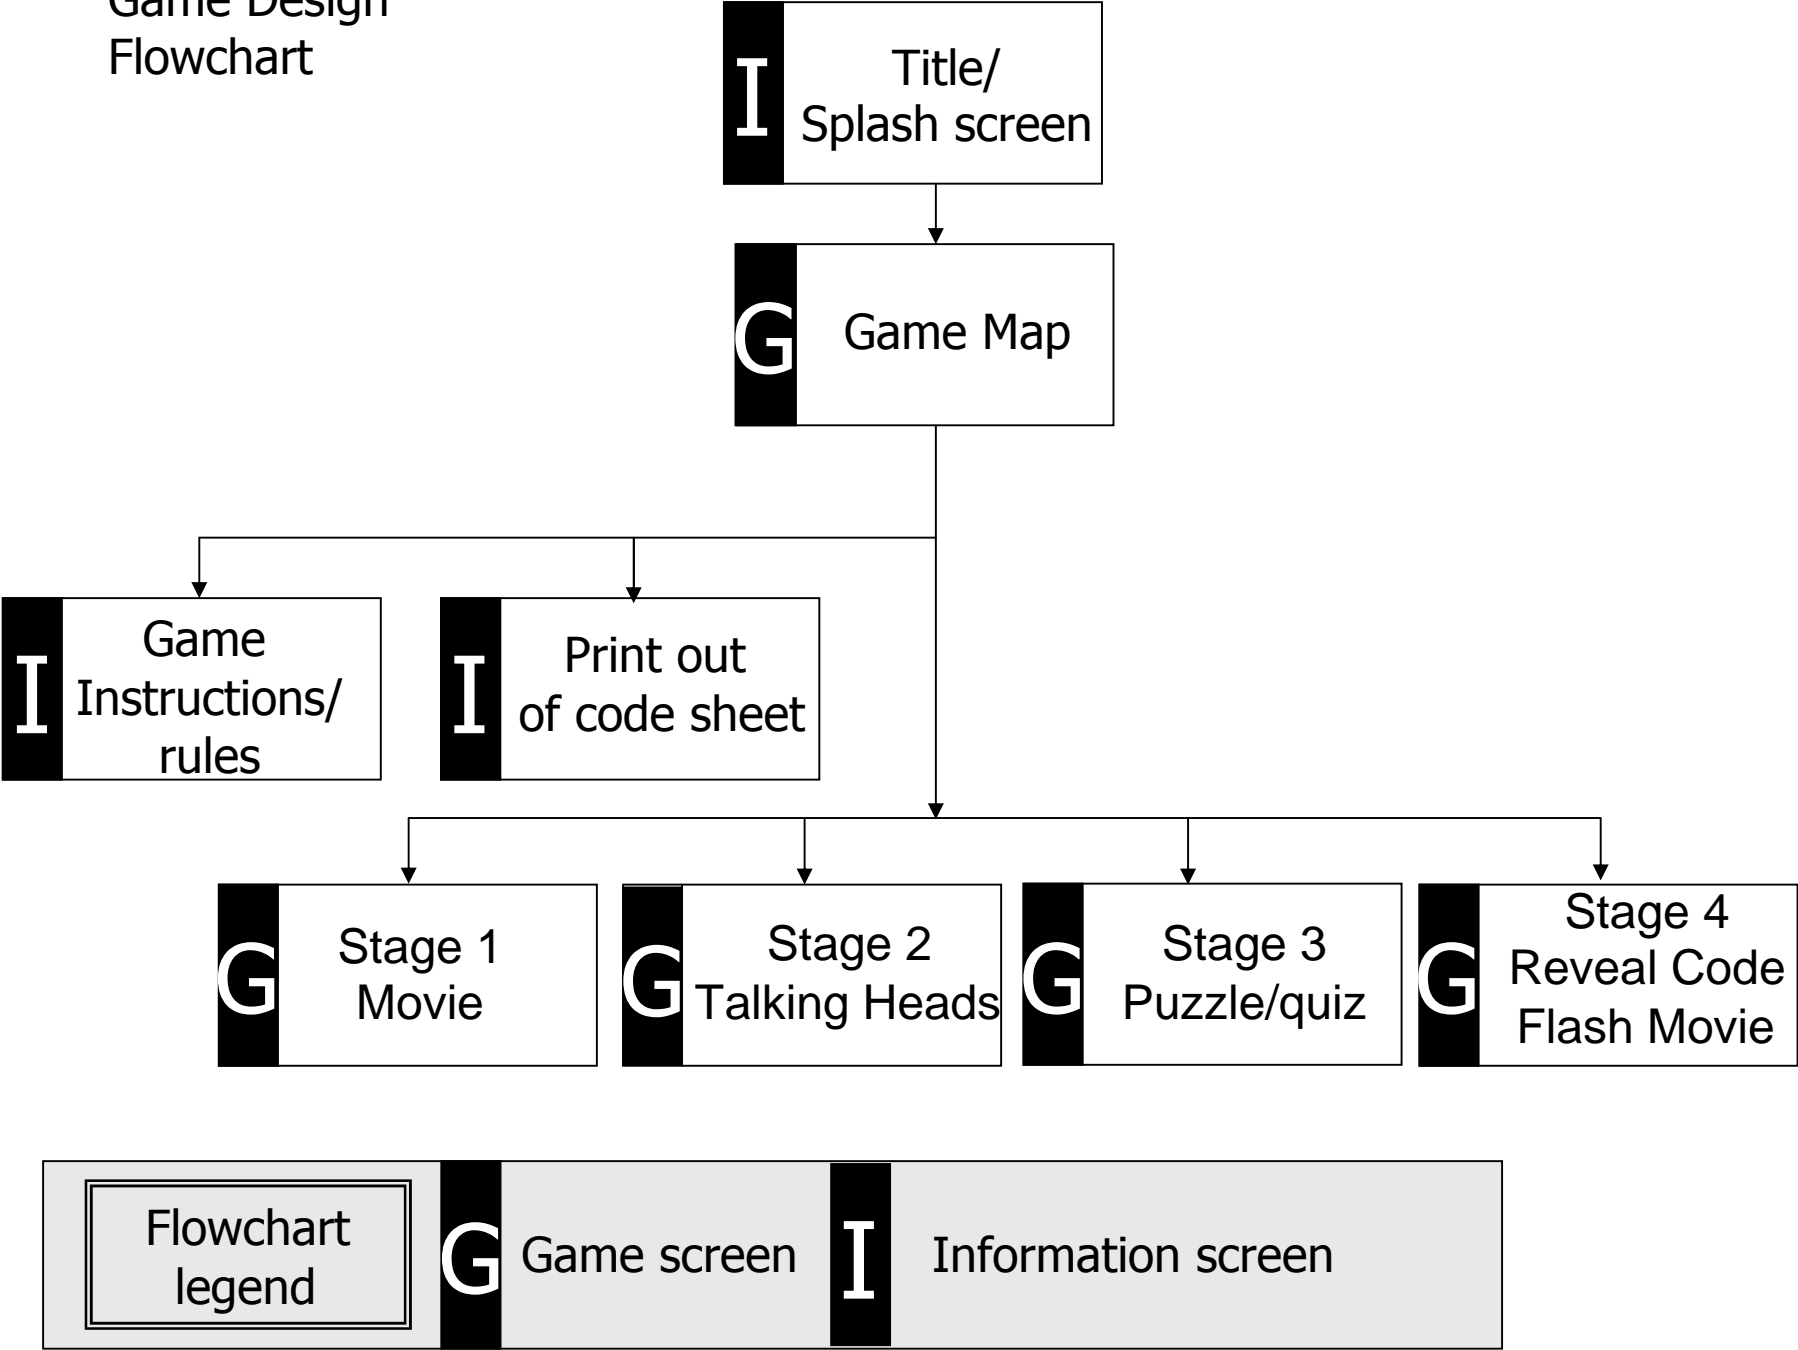 Game Design
Flowchart
I
Title/
Splash screen
G
Game Map
I
Game
Instructions/
rules
I
Print out
of code sheet
G
Stage 1
Movie
G
Stage 2
Talking Heads
G
Stage 3
Puzzle/quiz
G
Stage 4
Reveal Code
Flash Movie
Flowchart
legend
G
Game screen
I
Information screen